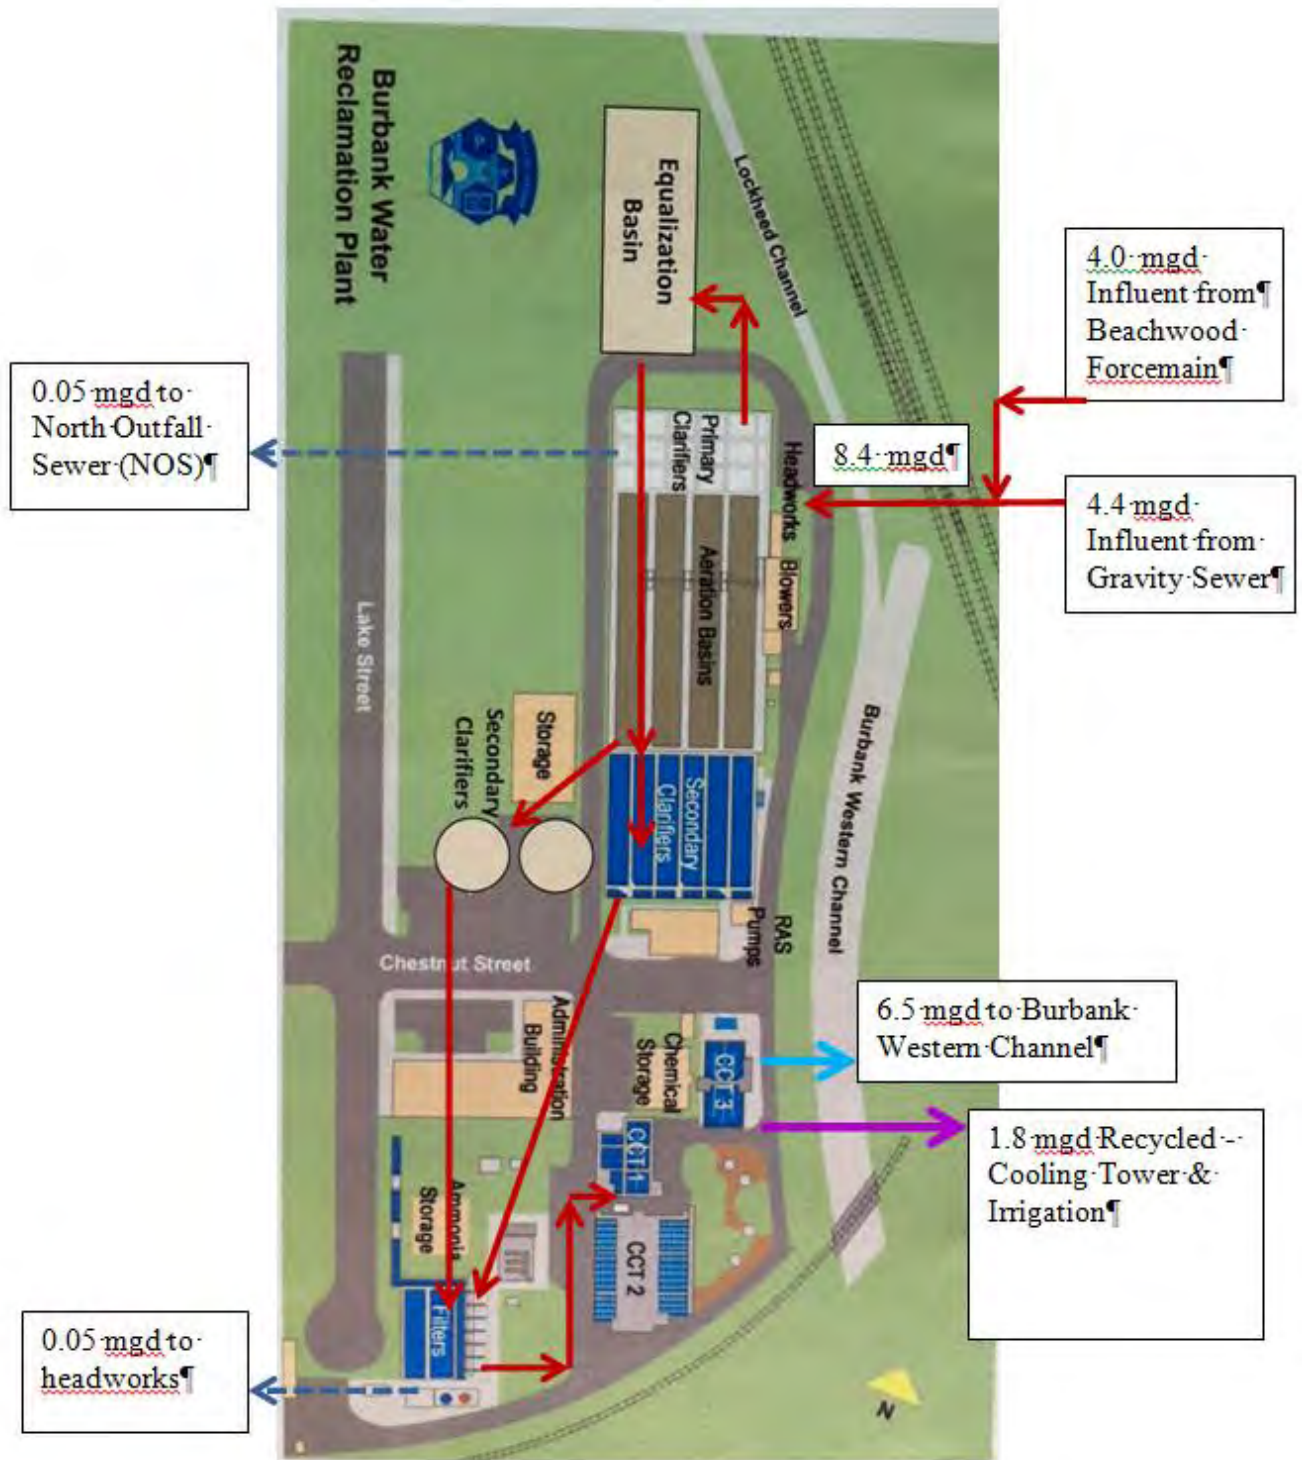 Burbank Water
Reclamation Plant
Equalization
Basin
Lockheed Channel
4.0 mgd
Influent from¶
Beachwood
Forcemain¶
0.05 mgd to
North Outfall
Sewer (NOS)¶
8.4 mgd¶
4.4 mgd
Influent from
Gravity Sewer¶
Primary
Clarifiers
Headworks
Blowers
Aeration Basins
Lake Street
Burbank Western Channel
Storage
Secondary
Clarifiers
Secondary
Clarifiers
RAS
Pumps
Chestnut Street
6.5 mgd to Burbank
Western Channel¶
Administration
Building
Chemical
Storage
CCT 3
1.8 mgd Recycled -
Cooling Tower &
Irrigation¶
CCT 1
CCT 2
Ammonia
Storage
Filters
0.05 mgd to
headworks¶
N